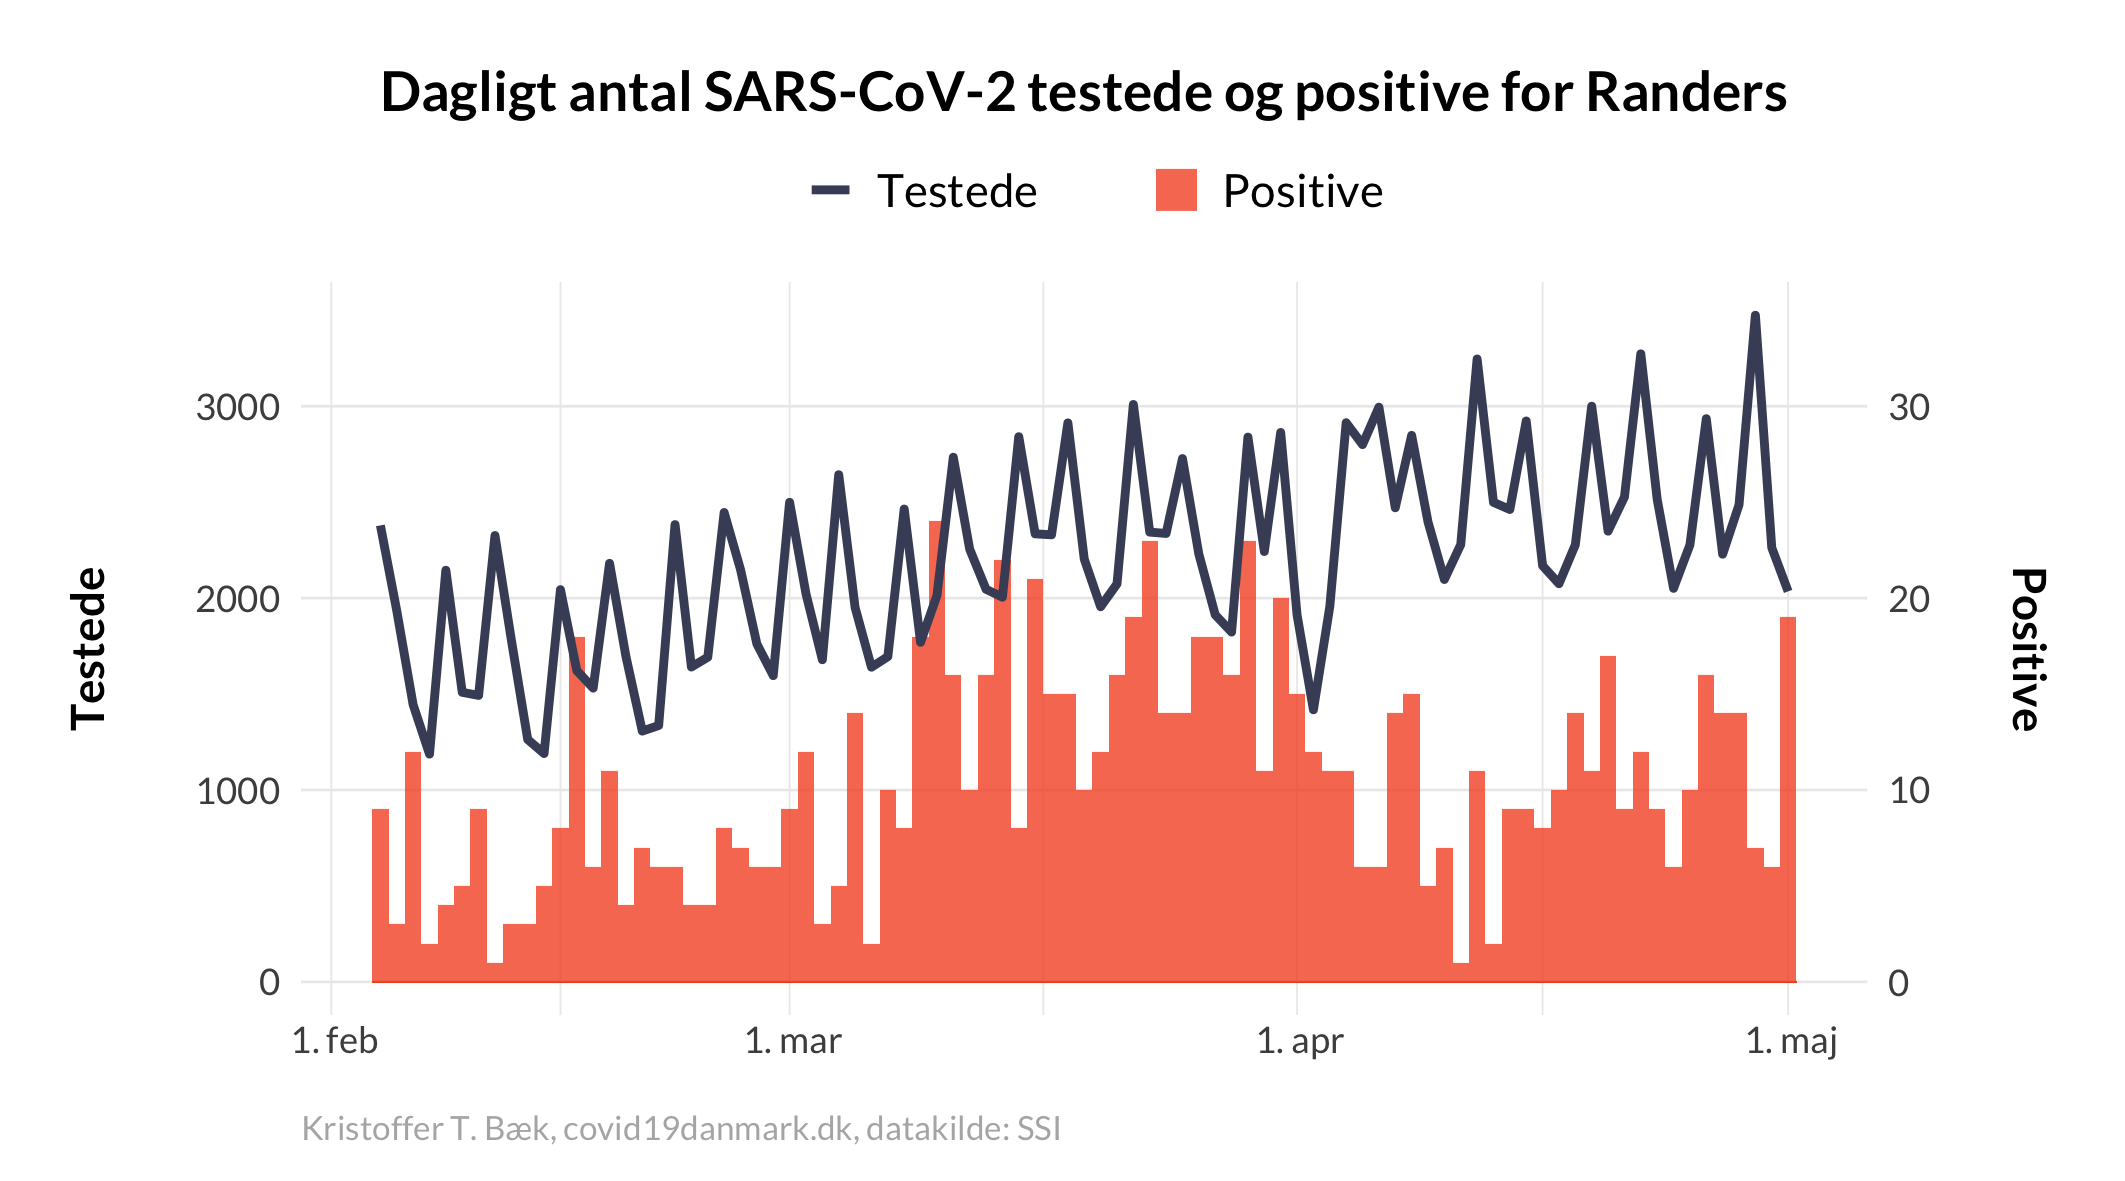 Dagligt antal SARS-CoV-2 testede og positive for Randers
Testede
Positive
Testede
3000
2000
1000
0
30
20
10
0
Positive
1. feb
1. mar
1. apr
1. maj
Kristoffer T. Bæk, covid19danmark.dk, datakilde: SSI